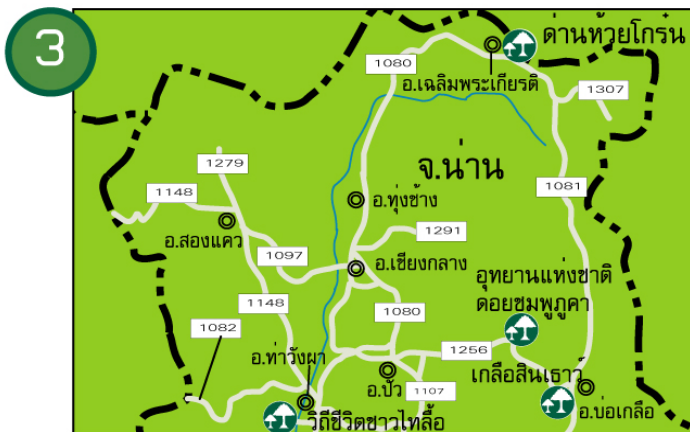 3
ด่านห้วยโกร๋น
1080
อ.เฉลิมพระเกียรติ
1307
จ.น่าน
1279
1148
1081
อ.ทุ่งช้าง
1291
อ.สองแคว
1097
อ.เชียงกลาง
อุทยานแห่งชาติ
ดอยชมพูภูคา
1148
1080
1082
1256
อ.ท่าวังผา
เกลือสินเธาว์
อ.ปัว
1107
อ.บ่อเกลือ
วิถีชีวิตชาวไทลื้อ